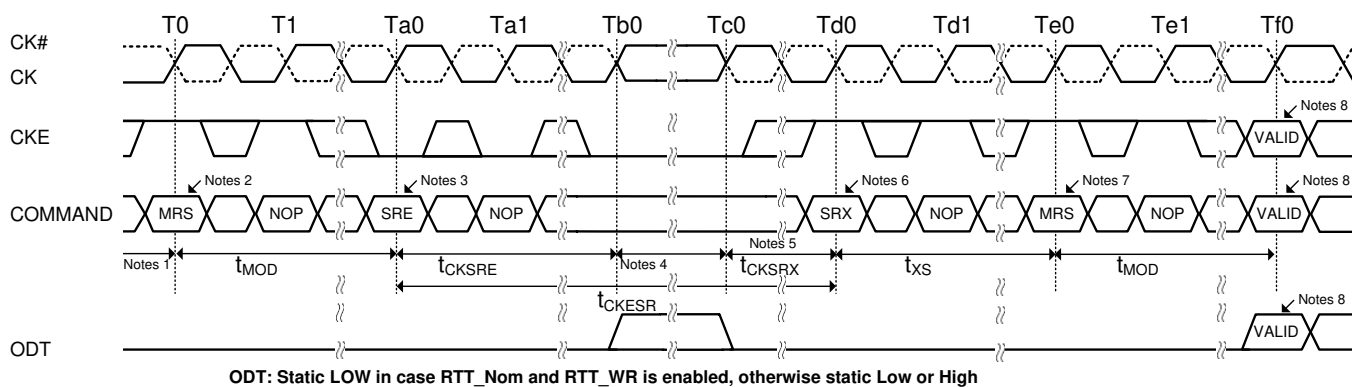 T0 T1 Ta0 Ta1 Tb0 Tc0 Td0 Td1 Te0 Te1 Tf0
CK#
CK
Notes 8
CKE
VALID
Notes 2 Notes 3 Notes 6 Notes 7 Notes 8
COMMAND
MRS NOP SRE NOP SRX NOP MRS NOP VALID
Notes 1 tMOD tCKSRE Notes 4 Notes 5 tCKSRX tXS tMOD
tCKESR
Notes 8
ODT
VALID
ODT: Static LOW in case RTT_Nom and RTT_WR is enabled, otherwise static Low or High